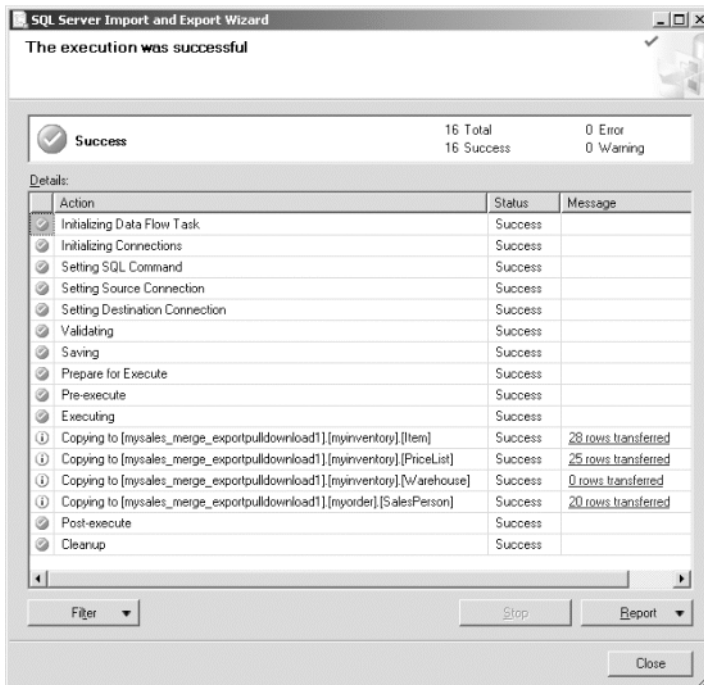 SQL Server Import and Export Wizard
The execution was successful
Success
16 Total
0 Error
16 Success
0 Warning
Details:
Action Status Message
Initializing Data Flow Task Success
Initializing Connections Success
Setting SQL Command Success
Setting Source Connection Success
Setting Destination Connection Success
Validating Success
Saving Success
Prepare for Execute Success
Pre-execute Success
Executing Success
Copying to [mysales_merge_exportpulldownload1].[myinventory].[Item] Success 28 rows transferred
Copying to [mysales_merge_exportpulldownload1].[myinventory].[PriceList] Success 25 rows transferred
Copying to [mysales_merge_exportpulldownload1].[myinventory].[Warehouse] Success 0 rows transferred
Copying to [mysales_merge_exportpulldownload1].[myorder].[SalesPerson] Success 20 rows transferred
Post-execute Success
Cleanup Success
Filter Stop Report
Close